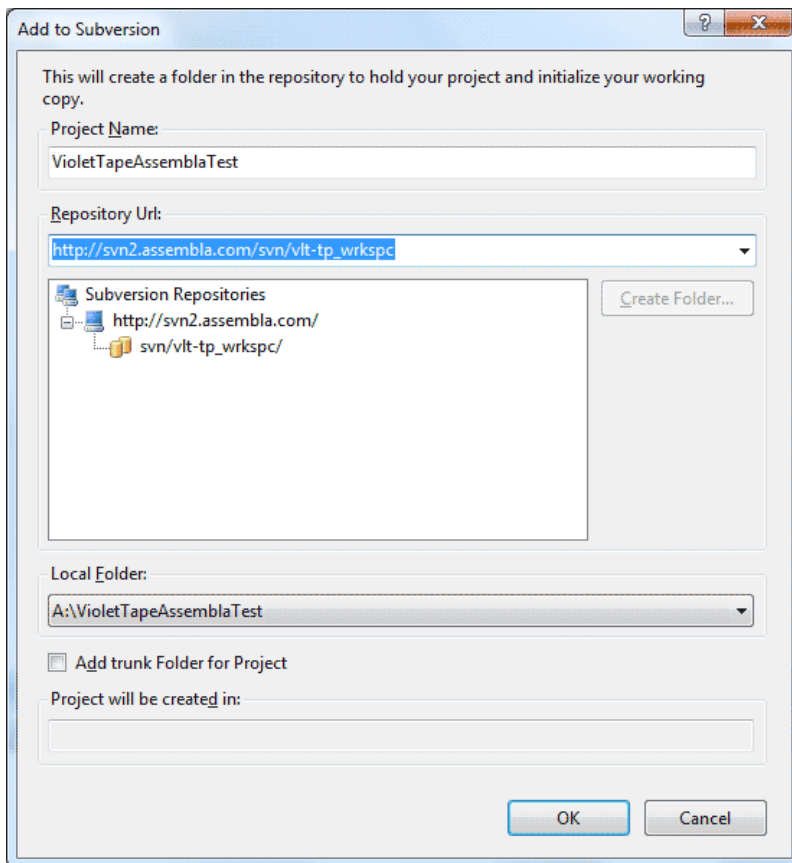 Add to Subversion
This will create a folder in the repository to hold your project and initialize your working
copy.
Project Name:
VioletTapeAssemblaTest
Repository Url:
http://svn2.assembla.com/svn/vlt-tp_wrkspc
Subversion Repositories
Create Folder...
http://svn2.assembla.com/
svn/vlt-tp_wrkspc/
Local Folder:
A:\VioletTapeAssemblaTest
Add trunk Folder for Project
Project will be created in:
OK
Cancel